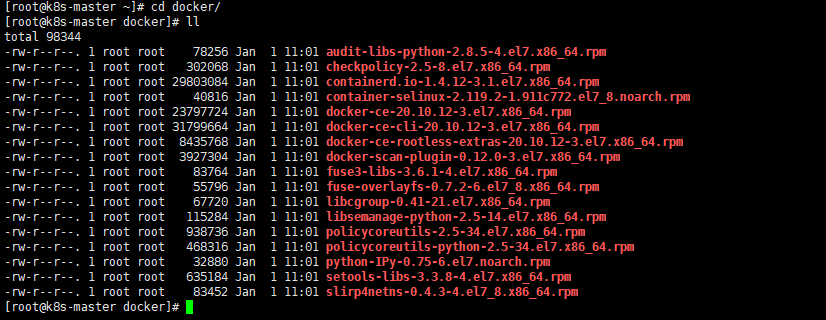 [root@k8s-master ~]# cd docker/
[root@k8s-master docker]# ll
total 98344
-rw-r--r--. 1 root root    78256 Jan  1 11:01 audit-libs-python-2.8.5-4.el7.x86_64.rpm
-rw-r--r--. 1 root root   302068 Jan  1 11:01 checkpolicy-2.5-8.el7.x86_64.rpm
-rw-r--r--. 1 root root 29803084 Jan  1 11:01 containerd.io-1.4.12-3.1.el7.x86_64.rpm
-rw-r--r--. 1 root root    40816 Jan  1 11:01 container-selinux-2.119.2-1.911c772.el7_8.noarch.rpm
-rw-r--r--. 1 root root 23797724 Jan  1 11:01 docker-ce-20.10.12-3.el7.x86_64.rpm
-rw-r--r--. 1 root root 31799664 Jan  1 11:01 docker-ce-cli-20.10.12-3.el7.x86_64.rpm
-rw-r--r--. 1 root root  8435768 Jan  1 11:01 docker-ce-rootless-extras-20.10.12-3.el7.x86_64.rpm
-rw-r--r--. 1 root root  3927304 Jan  1 11:01 docker-scan-plugin-0.12.0-3.el7.x86_64.rpm
-rw-r--r--. 1 root root    83764 Jan  1 11:01 fuse3-libs-3.6.1-4.el7.x86_64.rpm
-rw-r--r--. 1 root root    55796 Jan  1 11:01 fuse-overlayfs-0.7.2-6.el7_8.x86_64.rpm
-rw-r--r--. 1 root root    67720 Jan  1 11:01 libcgroup-0.41-21.el7.x86_64.rpm
-rw-r--r--. 1 root root   115284 Jan  1 11:01 libsemanage-python-2.5-14.el7.x86_64.rpm
-rw-r--r--. 1 root root   938736 Jan  1 11:01 policycoreutils-2.5-34.el7.x86_64.rpm
-rw-r--r--. 1 root root   468316 Jan  1 11:01 policycoreutils-python-2.5-34.el7.x86_64.rpm
-rw-r--r--. 1 root root    32880 Jan  1 11:01 python-IPy-0.75-6.el7.noarch.rpm
-rw-r--r--. 1 root root   635184 Jan  1 11:01 setools-libs-3.3.8-4.el7.x86_64.rpm
-rw-r--r--. 1 root root    83452 Jan  1 11:01 slirp4netns-0.4.3-4.el7_8.x86_64.rpm
[root@k8s-master docker]#